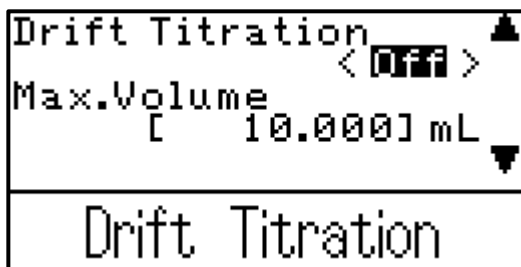 Drift Titration
< Off >
Max.Volume
[ 10.000] mL
Drift Titration